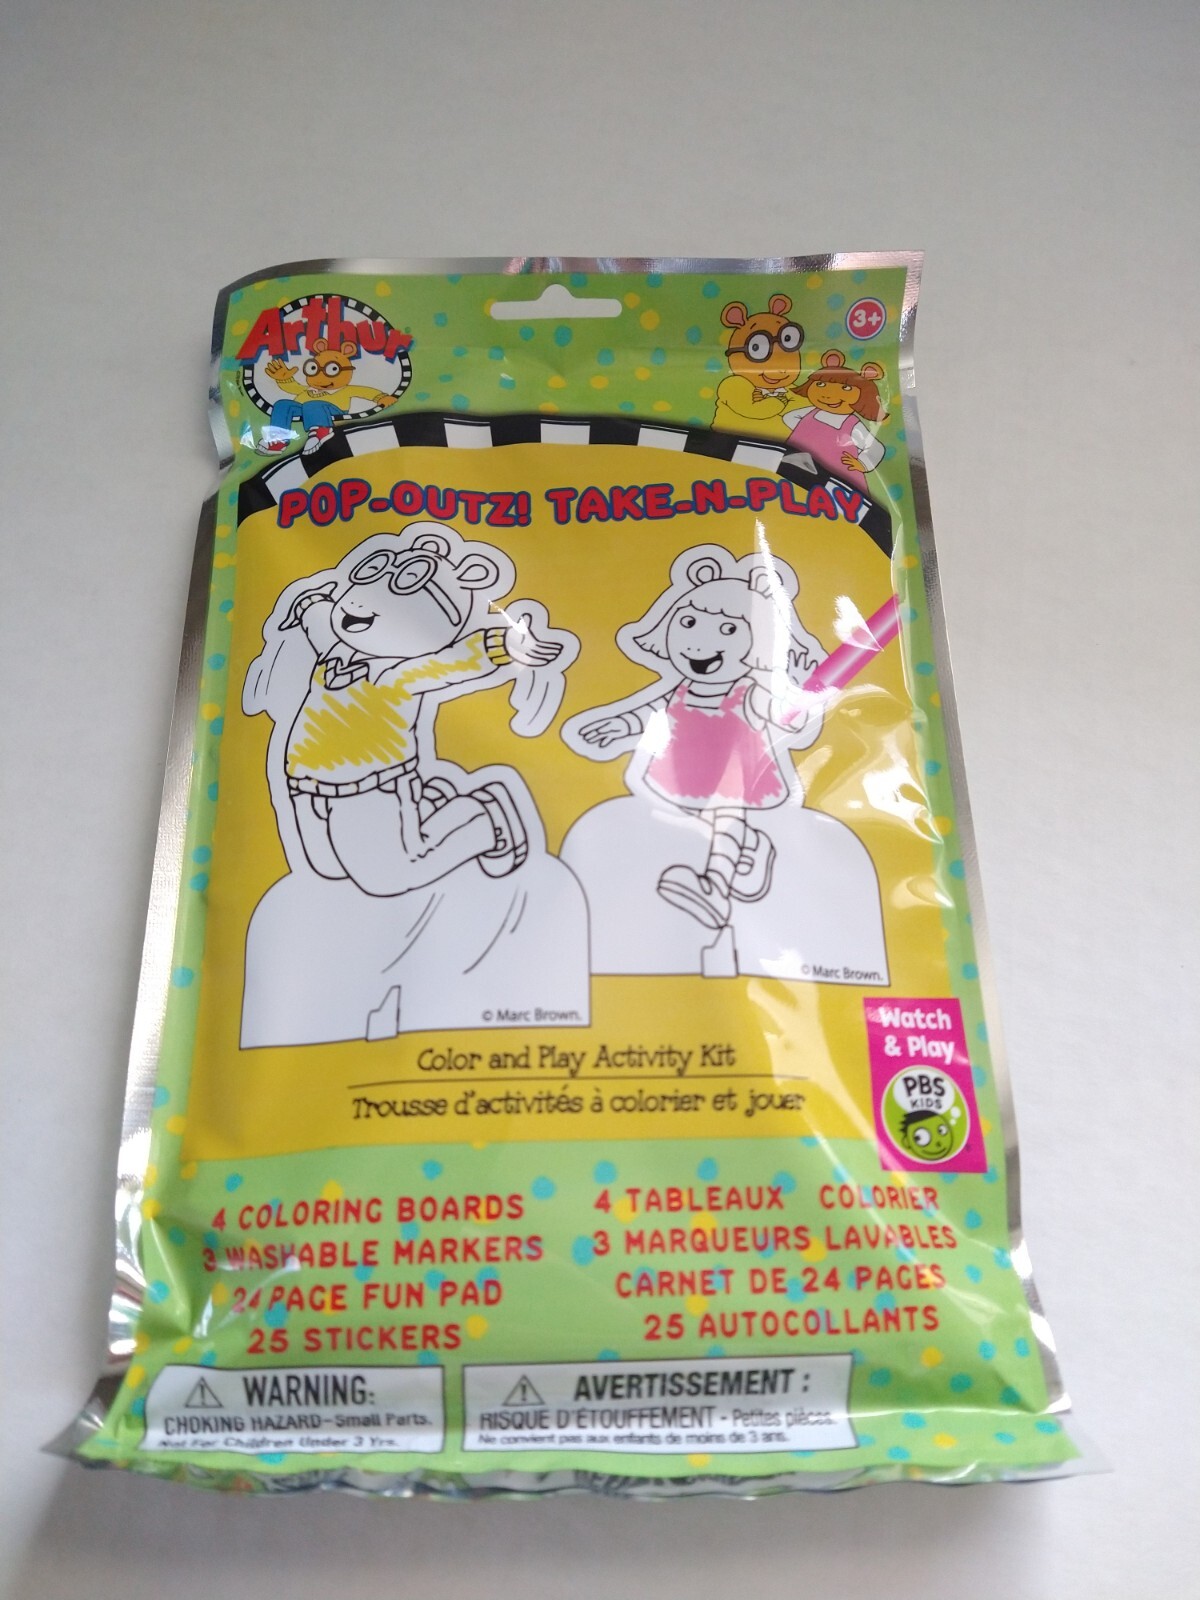 Arthur
3+
POP-OUTZ! TAKE-N-PLAY
© Marc Brown.
© Marc Brown.
Color and Play Activity Kit
Trousse d'activités à colorier et jouer
Watch
& Play
PBS
KIDS
4 COLORING BOARDS
3 WASHABLE MARKERS
24 PAGE FUN PAD
25 STICKERS
4 TABLEAUX COLORIER
3 MARQUEURS LAVABLES
CARNET DE 24 PAGES
25 AUTOCOLLANTS
WARNING:
CHOKING HAZARD-Small Parts.
Not For Children Under 3 Yrs.
AVERTISSEMENT :
RISQUE D'ÉTOUFFEMENT - Petites pièces.
Ne convient pas aux enfants de moins de 3 ans.